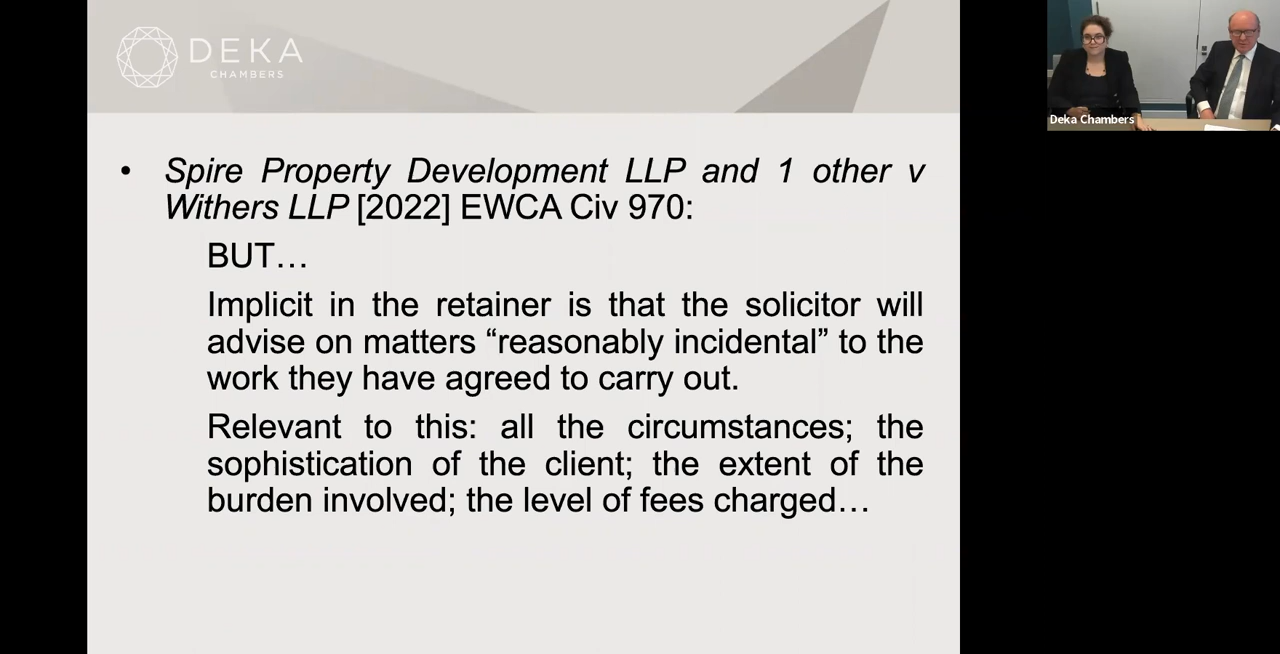 DEKA
CHAMBERS
Deka Chambers
• Spire Property Development LLP and 1 other v
Withers LLP [2022] EWCA Civ 970:
BUT…
Implicit in the retainer is that the solicitor will
advise on matters “reasonably incidental” to the
work they have agreed to carry out.
Relevant to this: all the circumstances; the
sophistication of the client; the extent of the
burden involved; the level of fees charged…